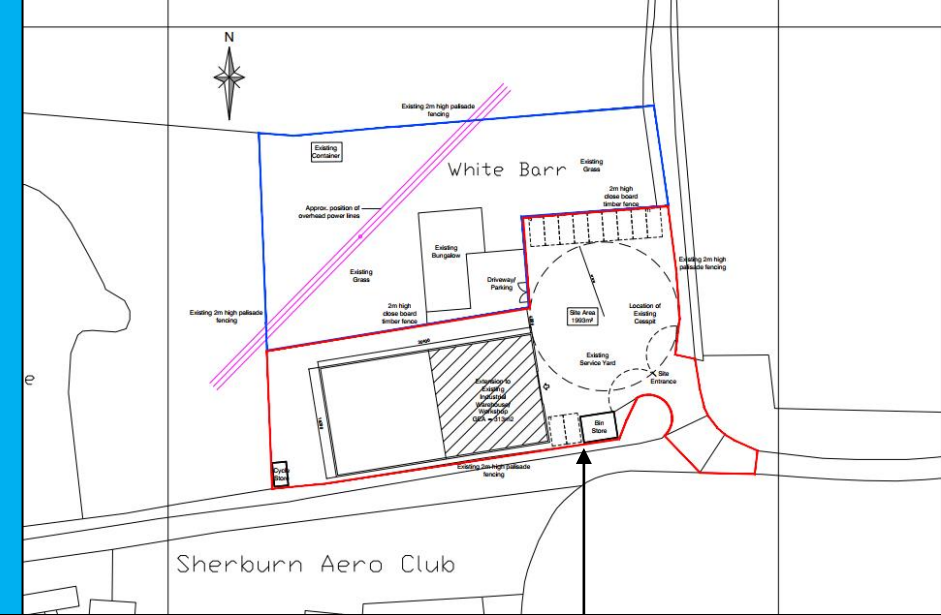 N
Existing 2m high palisade
fencing
Existing
Container
White Barr
Existing
Grass
2m high
close board
timber fence
Approx. position of
overhead power lines
Existing
Bungalow
Existing 2m high
palisade fencing
Existing
Grass
Driveway/
Parking
2m high
close board
timber fence
Existing 2m high palisade
fencing
Site Area
1993m²
Location of
Existing
Cesspit
Existing
Service Yard
Site
Entrance
e
Extension to
Existing
Industrial
Warehouse/
Workshop
GEA = 313m2
Bin
Store
Cycle
Store
Existing 2m high palisade
fencing
Sherburn Aero Club